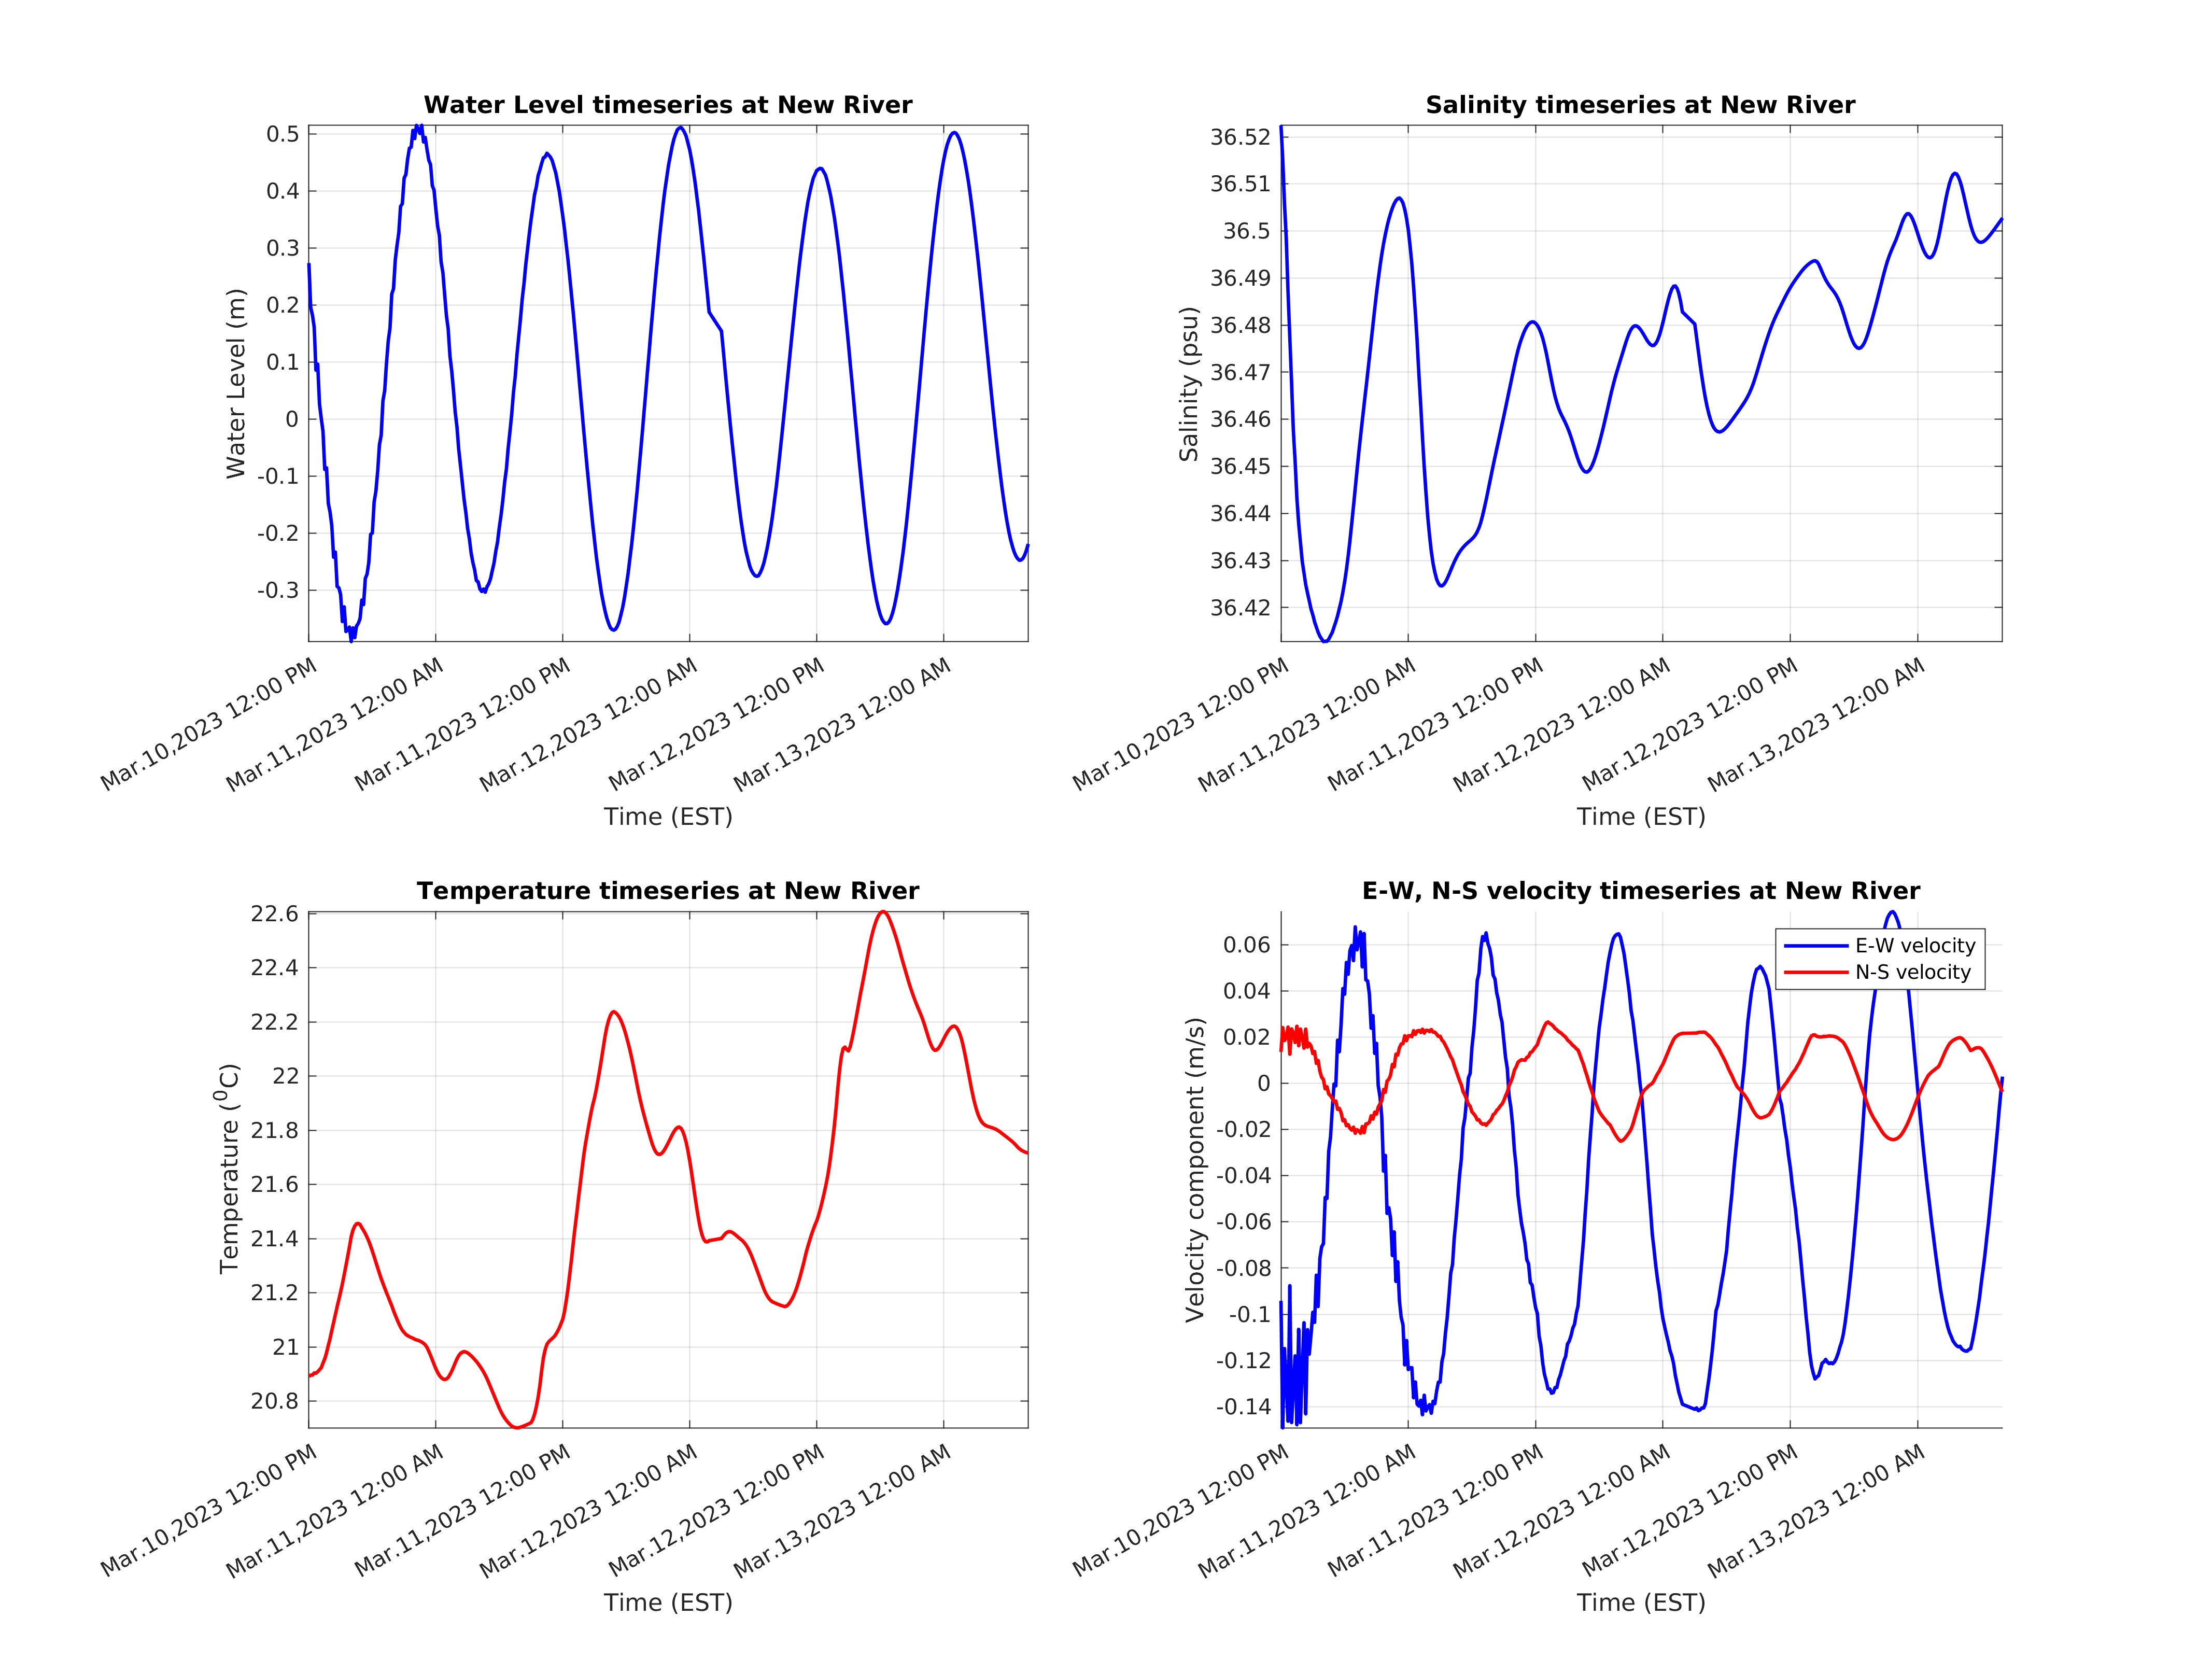 Water Level timeseries at New River
Water Level (m)
0.5
0.4
0.3
0.2
0.1
0
-0.1
-0.2
-0.3
Mar.10,2023 12:00 PM
Mar.11,2023 12:00 AM
Mar.11,2023 12:00 PM
Mar.12,2023 12:00 AM
Mar.12,2023 12:00 PM
Mar.13,2023 12:00 AM
Time (EST)
Salinity timeseries at New River
Salinity (psu)
36.52
36.51
36.5
36.49
36.48
36.47
36.46
36.45
36.44
36.43
36.42
Mar.10,2023 12:00 PM
Mar.11,2023 12:00 AM
Mar.11,2023 12:00 PM
Mar.12,2023 12:00 AM
Mar.12,2023 12:00 PM
Mar.13,2023 12:00 AM
Time (EST)
Temperature timeseries at New River
Temperature (⁰C)
22.6
22.4
22.2
22
21.8
21.6
21.4
21.2
21
20.8
Mar.10,2023 12:00 PM
Mar.11,2023 12:00 AM
Mar.11,2023 12:00 PM
Mar.12,2023 12:00 AM
Mar.12,2023 12:00 PM
Mar.13,2023 12:00 AM
Time (EST)
E-W, N-S velocity timeseries at New River
Velocity component (m/s)
0.06
0.04
0.02
0
-0.02
-0.04
-0.06
-0.08
-0.1
-0.12
-0.14
E-W velocity
N-S velocity
Mar.10,2023 12:00 PM
Mar.11,2023 12:00 AM
Mar.11,2023 12:00 PM
Mar.12,2023 12:00 AM
Mar.12,2023 12:00 PM
Mar.13,2023 12:00 AM
Time (EST)